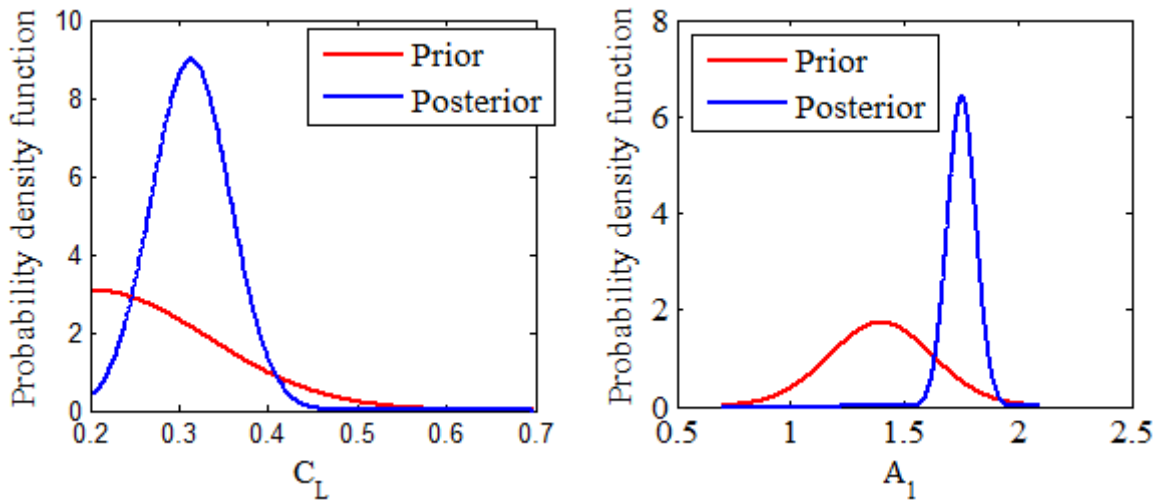 Probability density function
10
8
6
4
2
0
0.2 0.3 0.4 0.5 0.6 0.7
C_L
Prior
Posterior
Probability density function
8
6
4
2
0
0.5 1 1.5 2 2.5
A_1
Prior
Posterior